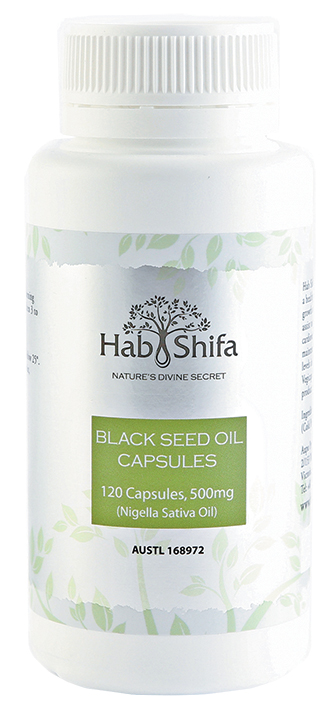 Hab Shifa
NATURE'S DIVINE SECRET
BLACK SEED OIL
CAPSULES
120 Capsules, 500mg
(Nigella Sativa Oil)
AUSTL 168972